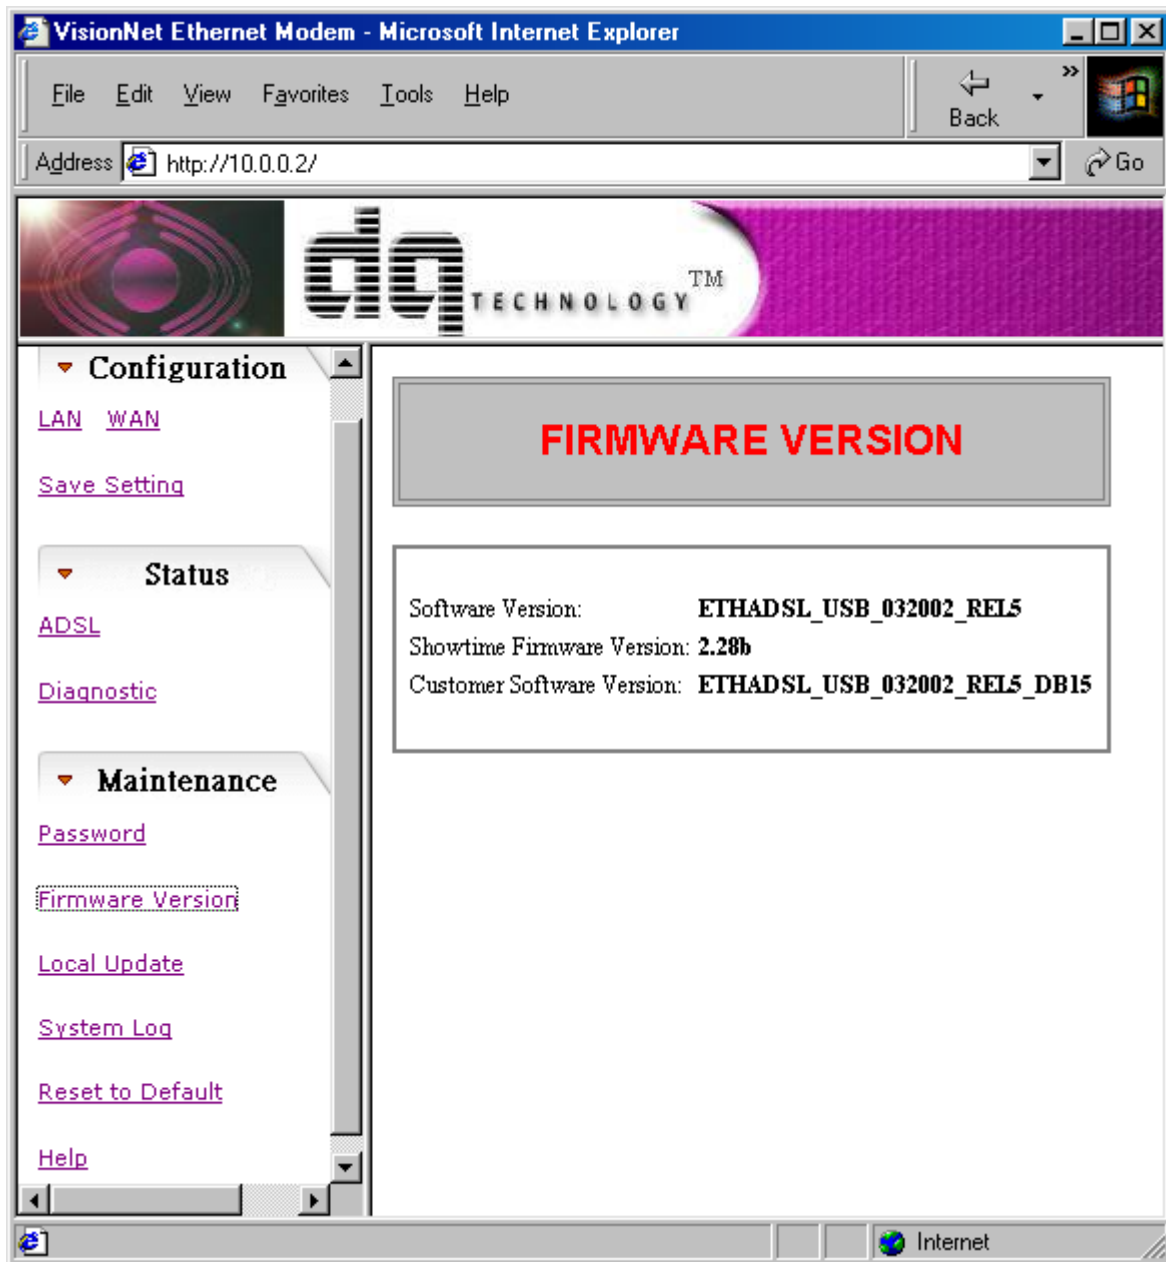 VisionNet Ethernet Modem - Microsoft Internet Explorer
File Edit View Favorites Tools Help
Back
Address http://10.0.0.2/ Go
dq TECHNOLOGY TM
Configuration
LAN WAN
Save Setting
Status
ADSL
Diagnostic
Maintenance
Password
Firmware Version
Local Update
System Log
Reset to Default
Help
FIRMWARE VERSION
Software Version: ETHADSL_USB_032002_REL5
Showtime Firmware Version: 2.28b
Customer Software Version: ETHADSL_USB_032002_REL5_DB15
Internet